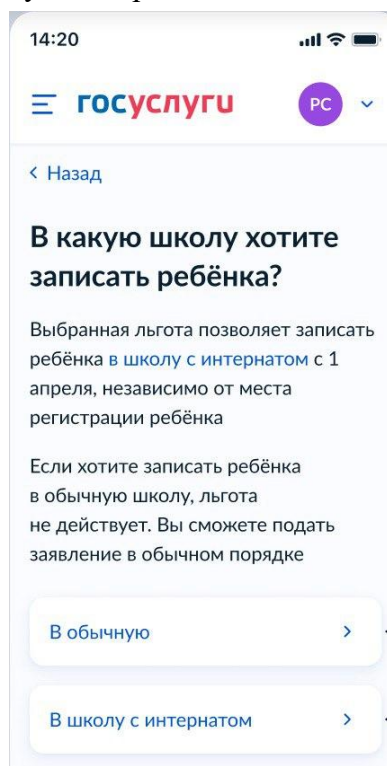 14:20
госуслуги РС
Назад
В какую школу хотите
записать ребёнка?
Выбранная льгота позволяет записать
ребёнка в школу с интернатом с 1
апреля, независимо от места
регистрации ребёнка
Если хотите записать ребёнка
в обычную школу, льгота
не действует. Вы сможете подать
заявление в обычном порядке
В обычную
В школу с интернатом